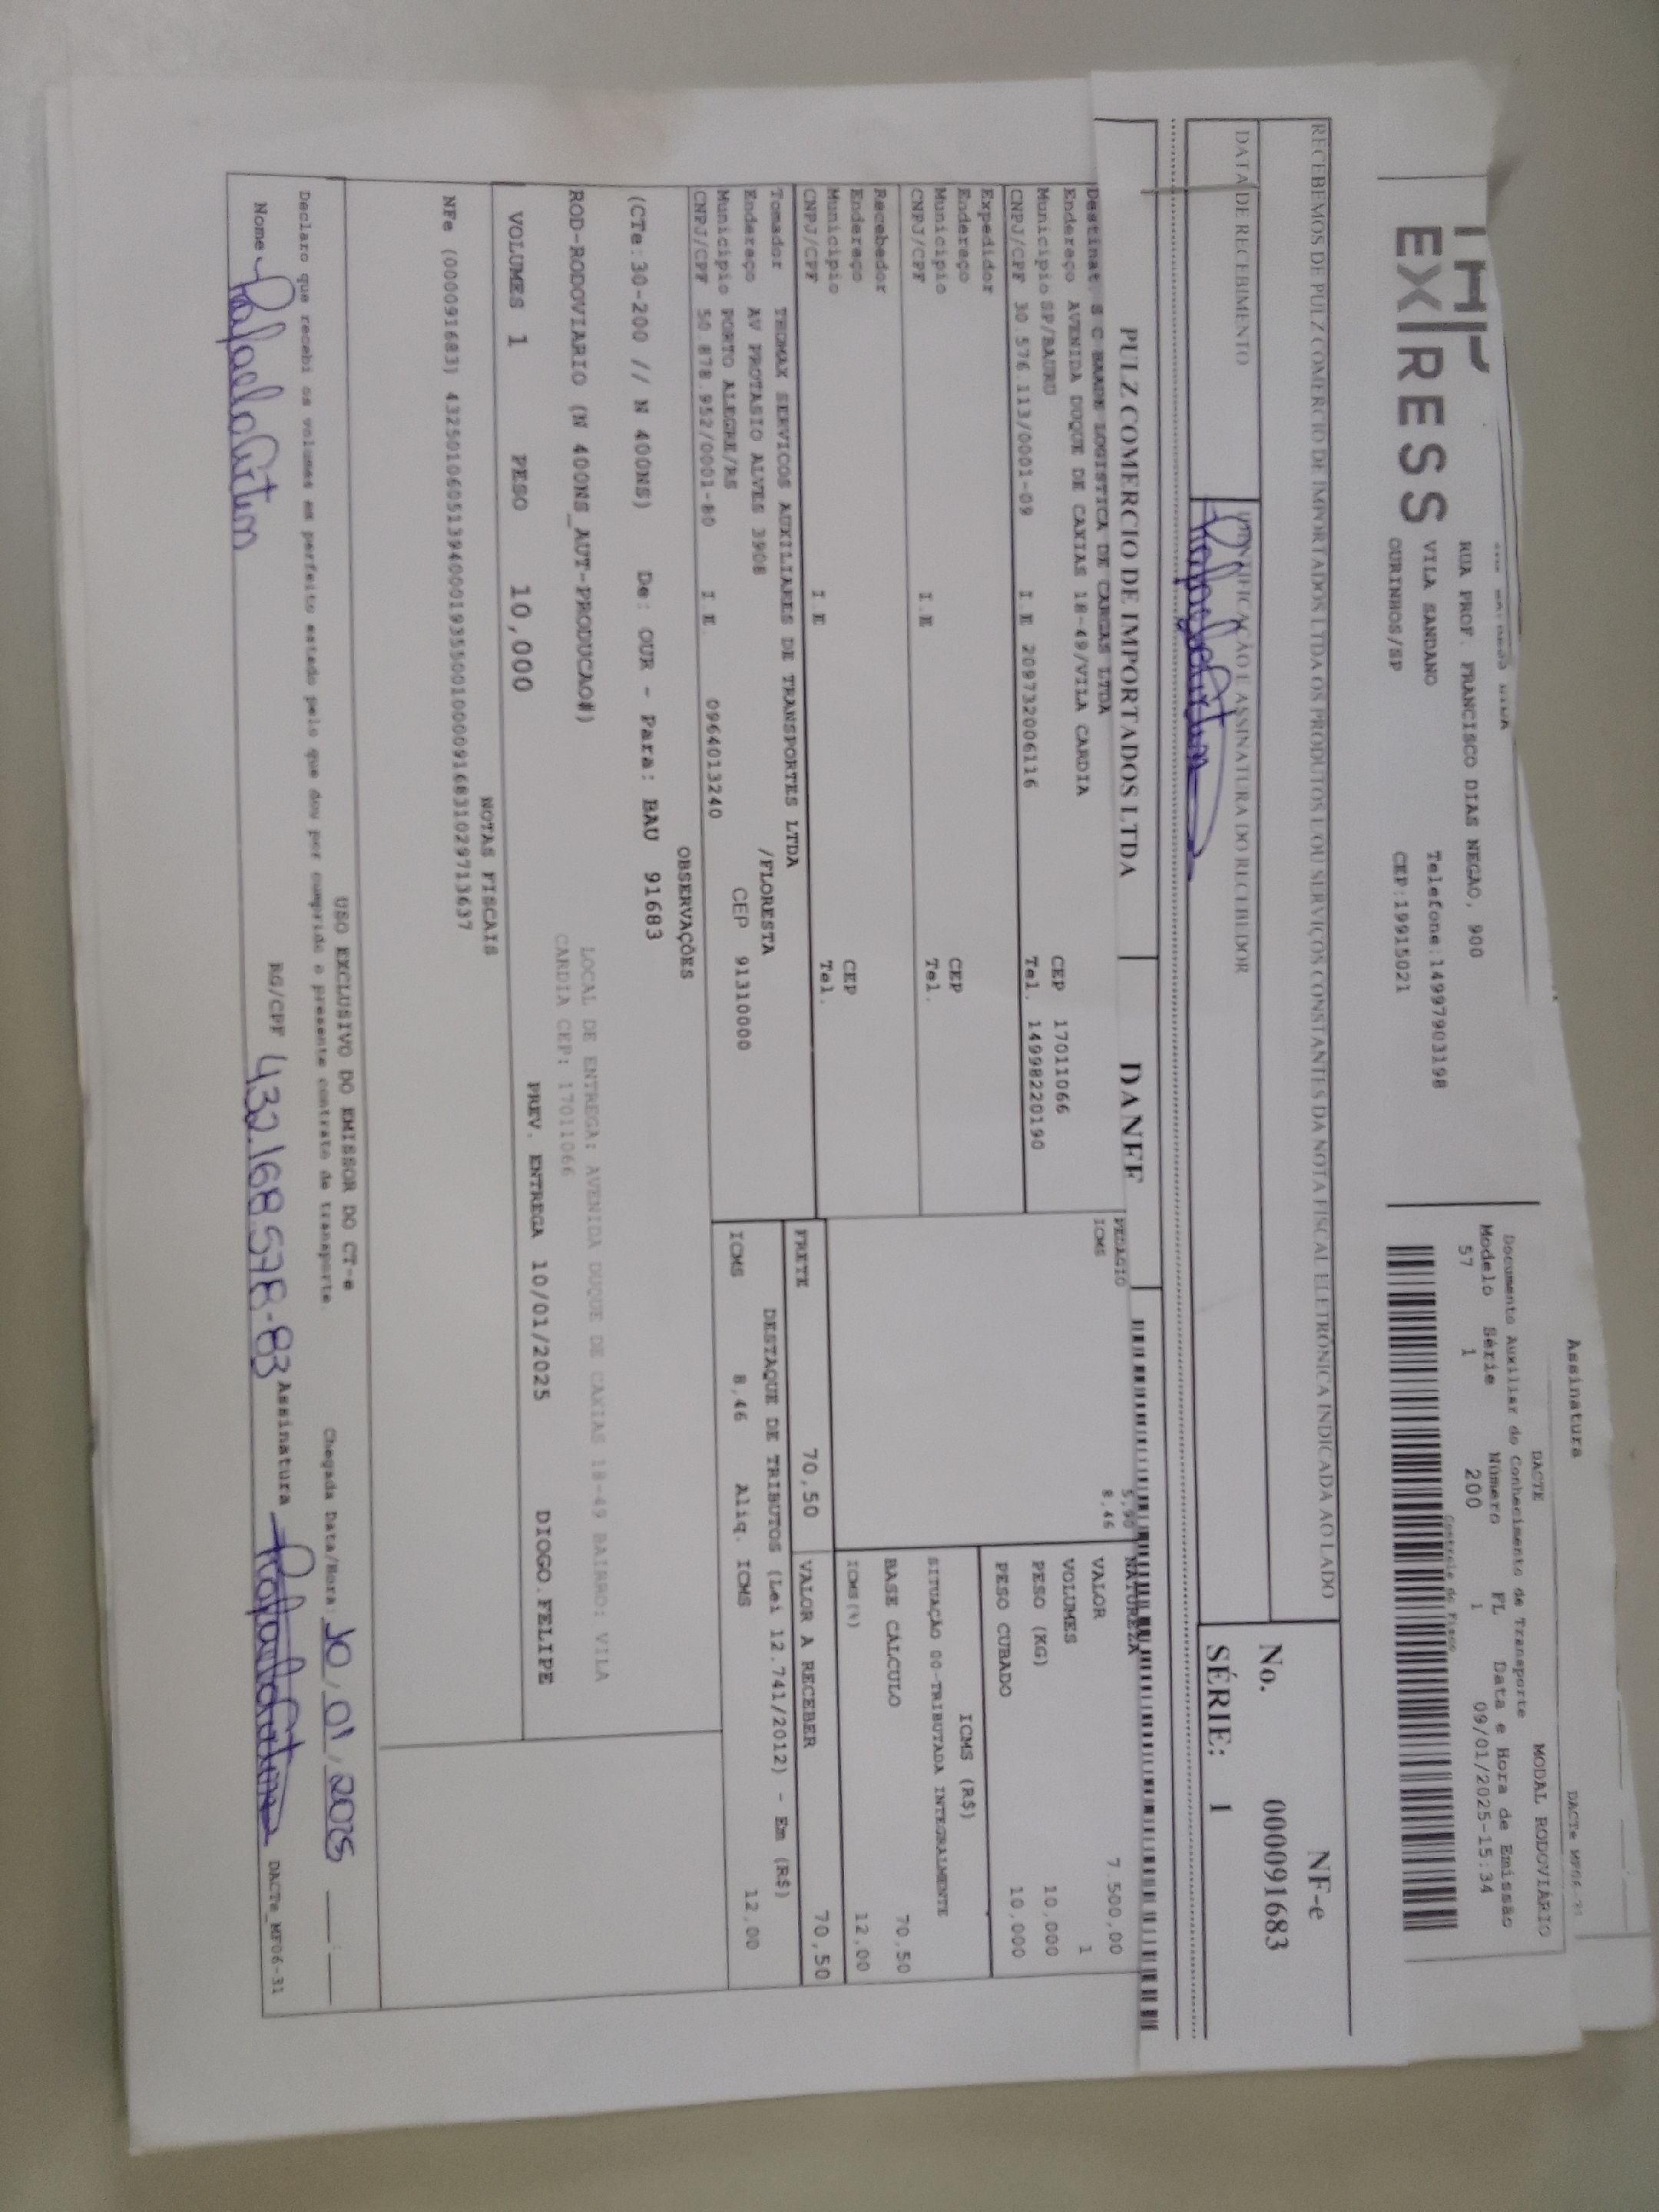 Assinatura
DACTE
MODAL RODOVIÁRIO
Documento Auxiliar do Conhecimento de Transporte
Modelo Série Número FL Data e Hora de Emissão
57 1 200 1 09/01/2025-15:34
Controle do Fisco
EXPRESS
RUA PROF. FRANCISCO DIAS NEGAO, 900
VILA SANDANO Telefone:14997903198
OURINHOS/SP CEP:19915021
RECEBEMOS DE PULZ COMERCIO DE IMPORTADOS LTDA OS PRODUTOS E/OU SERVIÇOS CONSTANTES DA NOTA FISCAL ELETRÔNICA INDICADA AO LADO
NF-e
No. 000091683
SÉRIE: 1
DATA DE RECEBIMENTO
IDENTIFICAÇÃO E ASSINATURA DO RECEBEDOR
PULZ COMERCIO DE IMPORTADOS LTDA
DANFE
Destinat. S C BAADE LOGISTICA DE CARGAS LTDA
Endereço AVENIDA DUQUE DE CAXIAS 18-49/VILA CARDIA
Municipio SP/BAURU CEP 17011066
CNPJ/CPF 30.576.113/0001-09 I.E 209732006116 Tel. 14998220190
Expedidor
Endereço
Municipio CEP
CNPJ/CPF I.E Tel.
Recebedor
Endereço
Municipio CEP
CNPJ/CPF I.E Tel.
Tomador THOMAX SERVICOS AUXILIARES DE TRANSPORTES LTDA
Endereço AV PROTASIO ALVES 3908 /FLORESTA
Municipio PORTO ALEGRE/RS CEP 91310000
CNPJ/CPF 50.878.952/0001-80 I.E. 0964013240
PEDAGIO 5,90
ICMS 8,46
NATUREZA
VALOR 7.500,00
VOLUMES 1
PESO (KG) 10,000
PESO CUBADO 10,000
ICMS (R$)
SITUAÇÃO 00-TRIBUTADA INTEGRALMENTE
BASE CÁLCULO 70,50
ICMS(%) 12,00
FRETE 70,50
VALOR A RECEBER 70,50
DESTAQUE DE TRIBUTOS (Lei 12.741/2012) - Em (R$)
ICMS 8,46 Aliq. ICMS 12,00
OBSERVAÇÕES
(CTe:30-200 // N 400NS) De: OUR - Para: BAU 91683
LOCAL DE ENTREGA: AVENIDA DUQUE DE CAXIAS 18-49 BAIRRO: VILA
CARDIA CEP: 17011066
ROD-RODOVIARIO (N 400NS_AUT-PRODUCAO#)
VOLUMES 1 PESO 10,000 PREV. ENTREGA 10/01/2025 DIOGO.FELIPE
NOTAS FISCAIS
NFe (000091683) 43250106051394000193550010000916831029713637
USO EXCLUSIVO DO EMISSOR DO CT-e
Declaro que recebi os volumes em perfeito estado pelo que dou por cumprido o presente contrato de transporte
Chegada Data/Hora: 10/01/2025
Nome
RG/CPF 432.168.578-83
Assinatura
DACTe_MF06-31